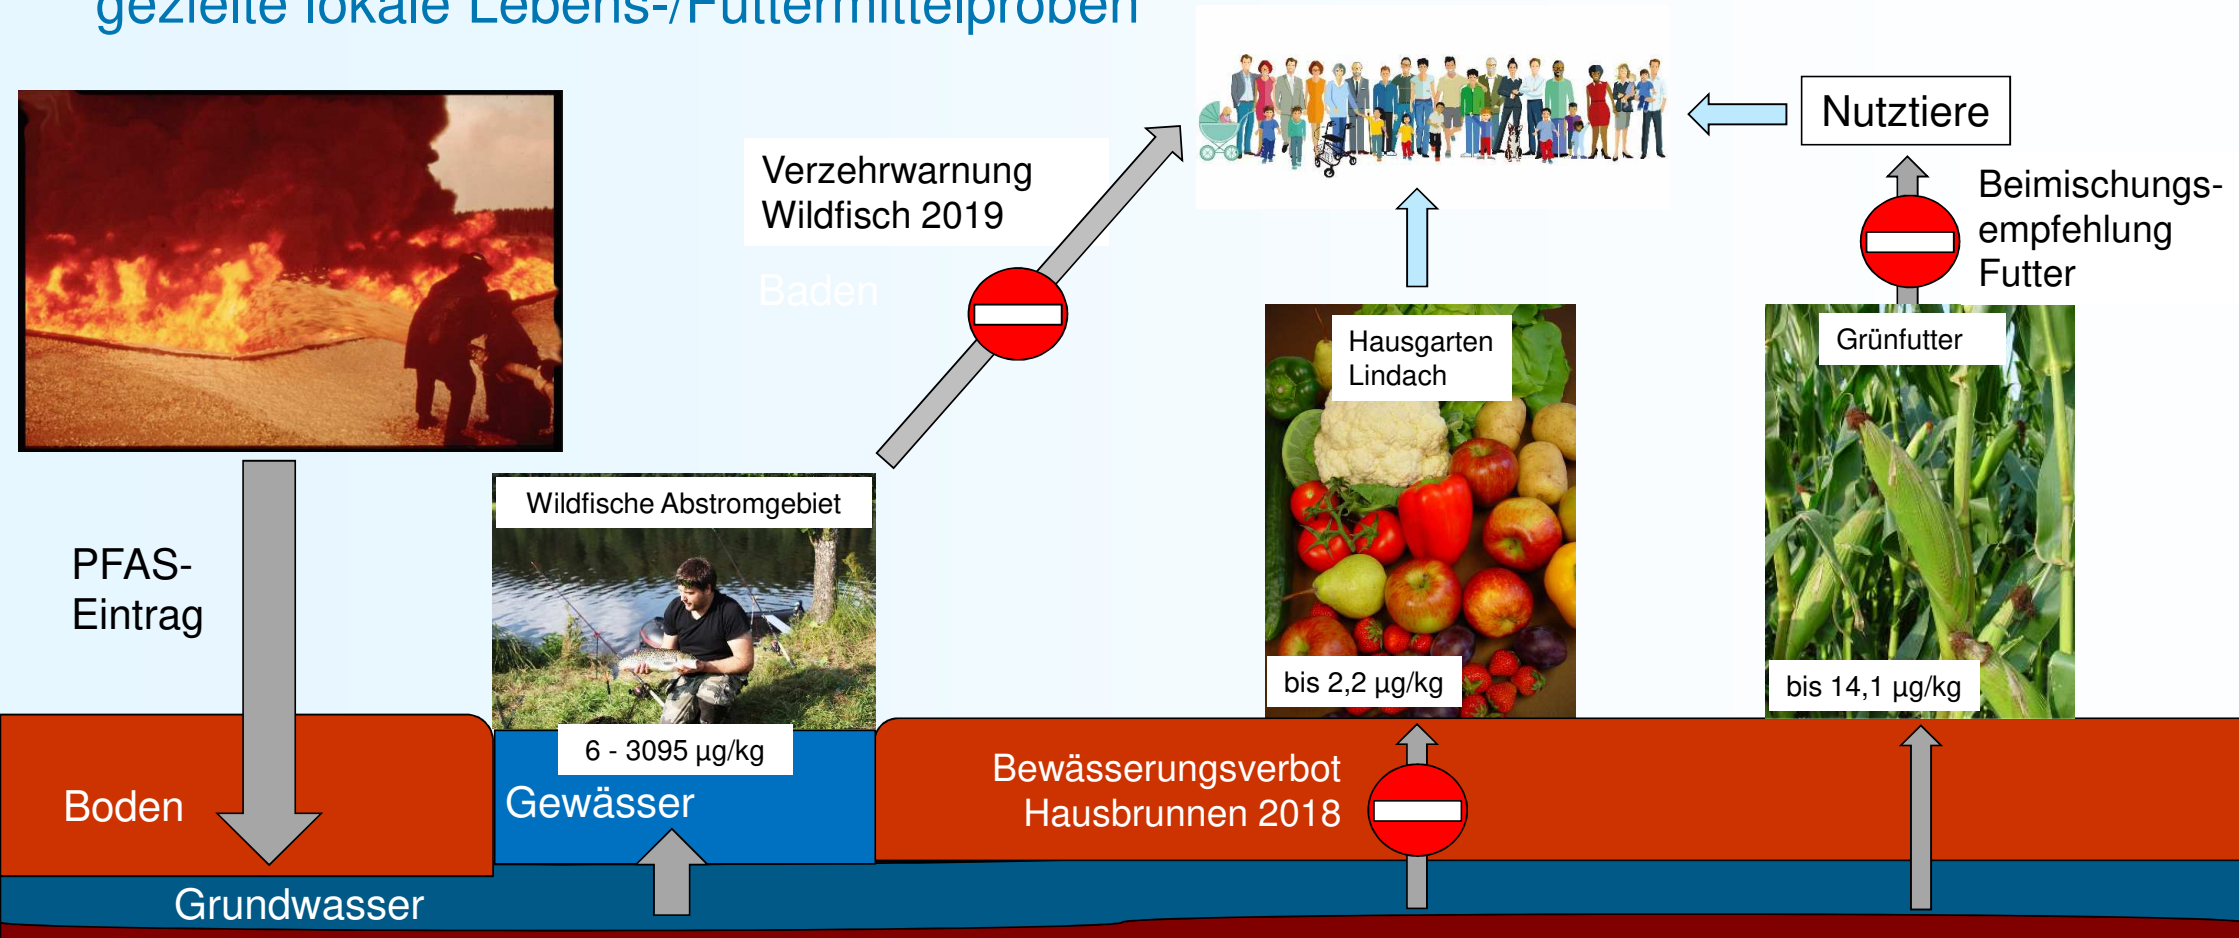 gezielte lokale Lebens-/Futtermittelproben
Nutztiere
Verzehrwarnung
Wildfisch 2019
Beimischungs-
empfehlung
Futter
Baden
Hausgarten
Lindach
Grünfutter
Wildfische Abstromgebiet
PFAS-
Eintrag
bis 2,2 µg/kg
bis 14,1 µg/kg
6 - 3095 µg/kg
Boden
Gewässer
Bewässerungsverbot
Hausbrunnen 2018
Grundwasser